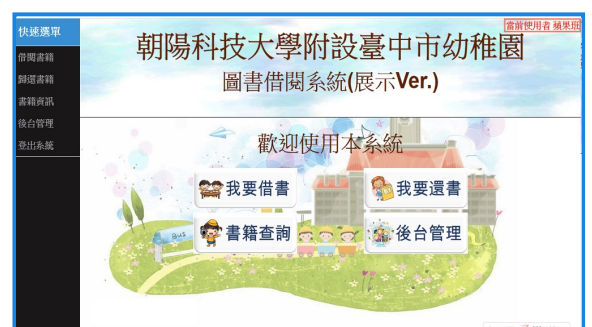 快速選單
借閱書籍
歸還書籍
書籍資訊
後台管理
登出系統
當前使用者 蘋果班
朝陽科技大學附設臺中市幼稚園
圖書借閱系統(展示Ver.)
歡迎使用本系統
我要借書
我要還書
書籍查詢
後台管理
Bus